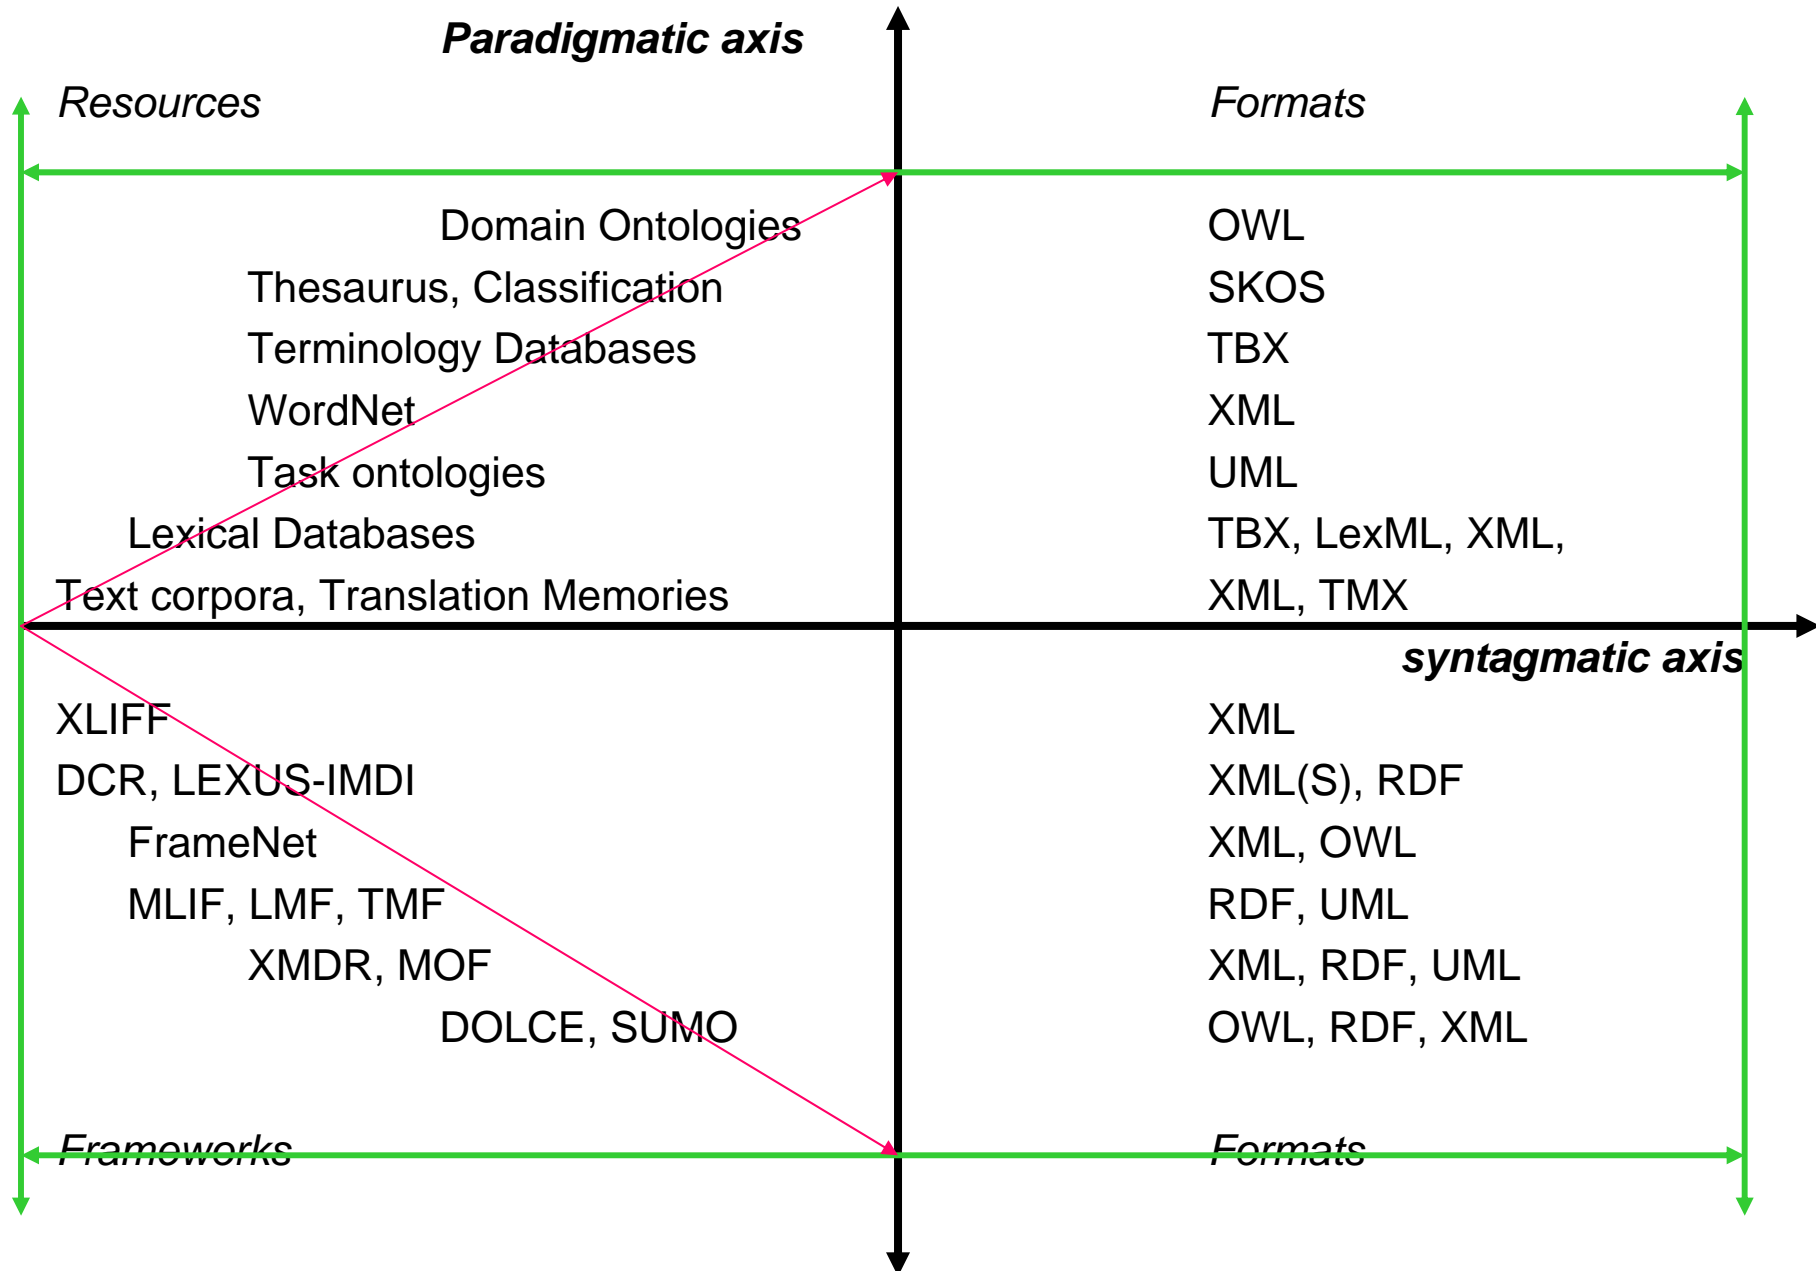 Paradigmatic axis
Resources Formats
Domain Ontologies OWL
Thesaurus, Classification SKOS
Terminology Databases TBX
WordNet XML
Task ontologies UML
Lexical Databases TBX, LexML, XML,
Text corpora, Translation Memories XML, TMX
syntagmatic axis
XLIFF XML
DCR, LEXUS-IMDI XML(S), RDF
FrameNet XML, OWL
MLIF, LMF, TMF RDF, UML
XMDR, MOF XML, RDF, UML
DOLCE, SUMO OWL, RDF, XML
Frameworks Formats